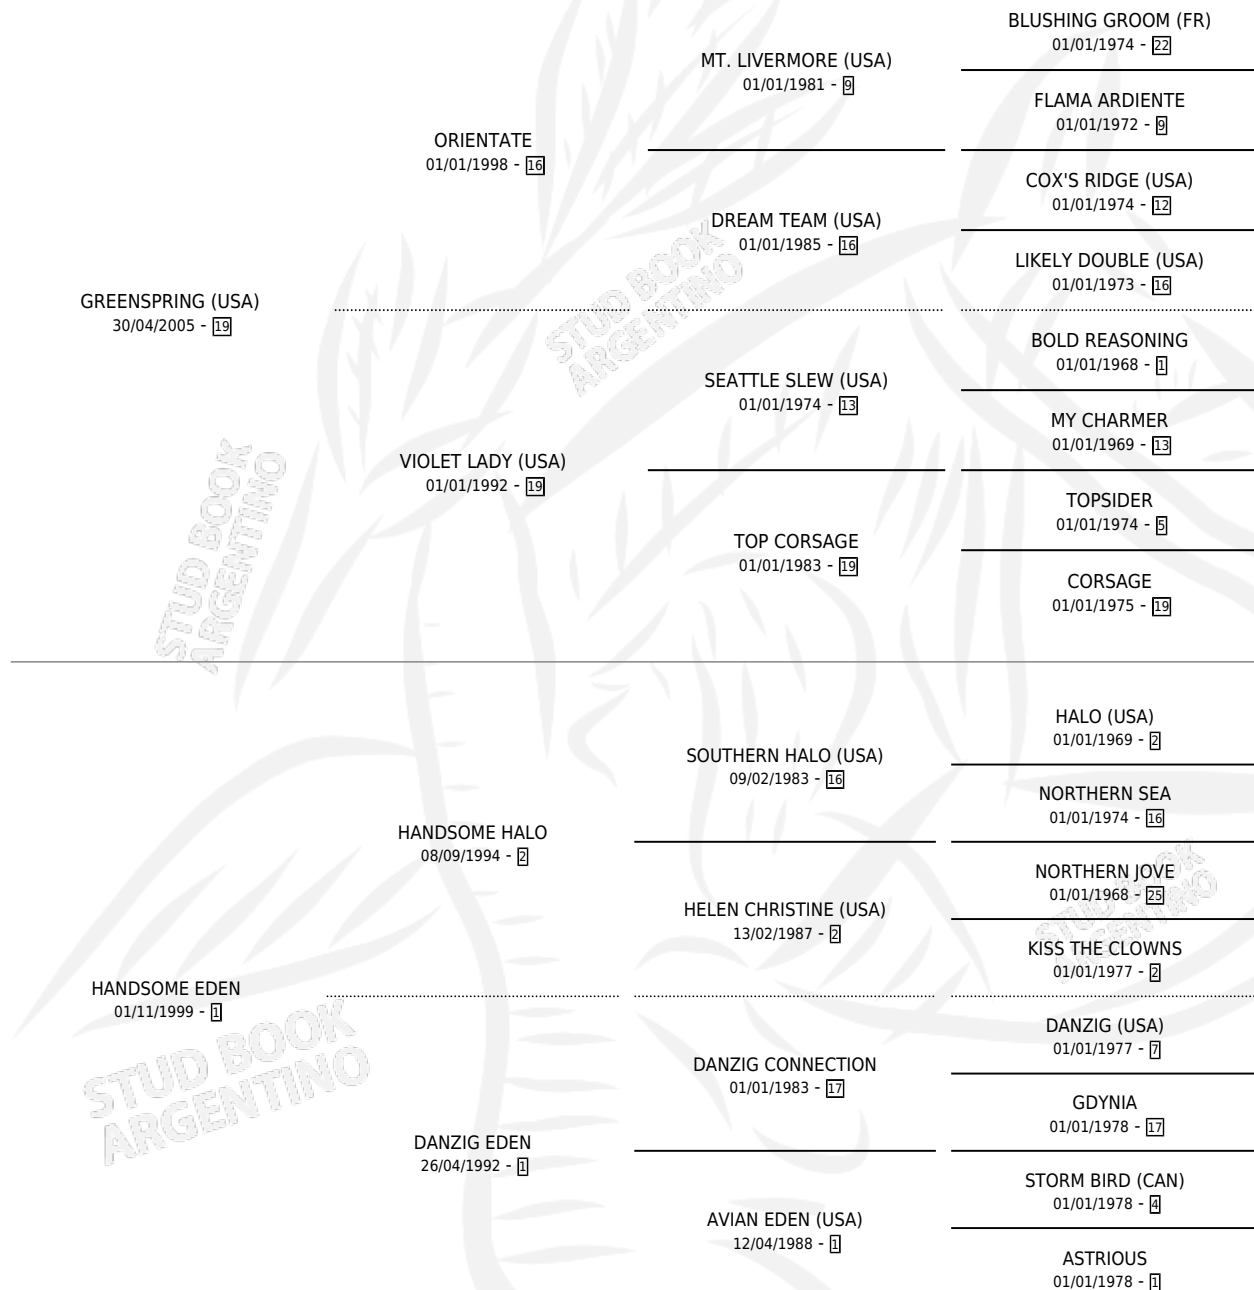 BLUSHING GROOM (FR)
01/01/1974 - 22
MT. LIVERMORE (USA)
01/01/1981 - 9
FLAMA ARDIENTE
01/01/1972 - 9
ORIENTATE
01/01/1998 - 16
COX'S RIDGE (USA)
01/01/1974 - 12
DREAM TEAM (USA)
01/01/1985 - 16
LIKELY DOUBLE (USA)
01/01/1973 - 16
GREENSPRING (USA)
30/04/2005 - 19
STUD BOOK
ARGENTINO
BOLD REASONING
01/01/1968 - 1
SEATTLE SLEW (USA)
01/01/1974 - 13
MY CHARMER
01/01/1969 - 13
VIOLET LADY (USA)
01/01/1992 - 19
TOPSIDER
01/01/1974 - 5
TOP CORSAGE
01/01/1983 - 19
CORSAGE
01/01/1975 - 19
STUD BOOK
ARGENTINO
HALO (USA)
01/01/1969 - 2
SOUTHERN HALO (USA)
09/02/1983 - 16
NORTHERN SEA
01/01/1974 - 16
HANDSOME HALO
08/09/1994 - 2
NORTHERN JOVE
01/01/1968 - 25
STUD BOOK
ARGENTINO
HELEN CHRISTINE (USA)
13/02/1987 - 2
KISS THE CLOWNS
01/01/1977 - 2
HANDSOME EDEN
01/11/1999 - 1
DANZIG (USA)
01/01/1977 - 7
STUD BOOK
ARGENTINO
DANZIG CONNECTION
01/01/1983 - 17
GDYNIA
01/01/1978 - 17
DANZIG EDEN
26/04/1992 - 1
STORM BIRD (CAN)
01/01/1978 - 4
AVIAN EDEN (USA)
12/04/1988 - 1
ASTRIOUS
01/01/1978 - 1